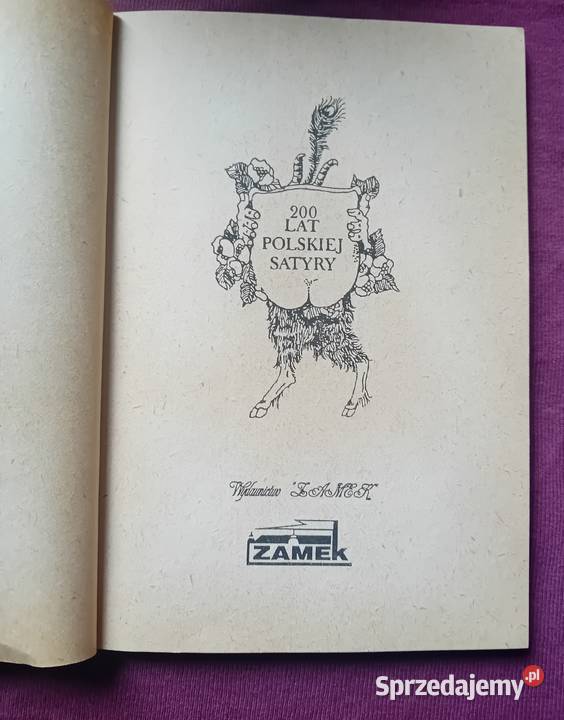 200
LAT
POLSKIEJ
SATYRY
Wydawnictwo "ZAMEK"
ZAMEK
Sprzedajemy.pl